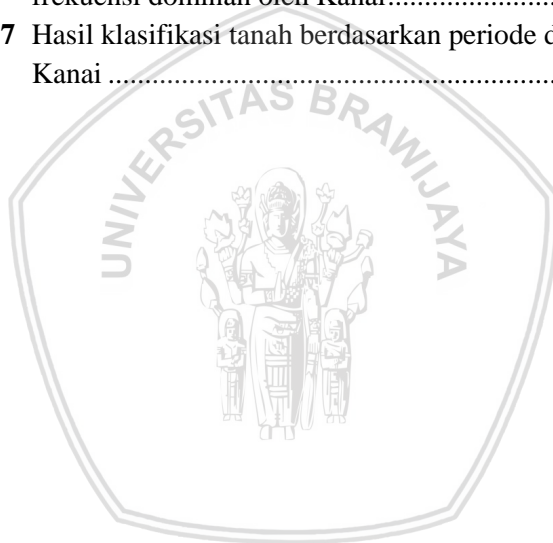 frekuensi dominan oleh Kanai..........................
7 Hasil klasifikasi tanah berdasarkan periode d
Kanai ............................................................
UNIVERSITAS BRAWIJAYA